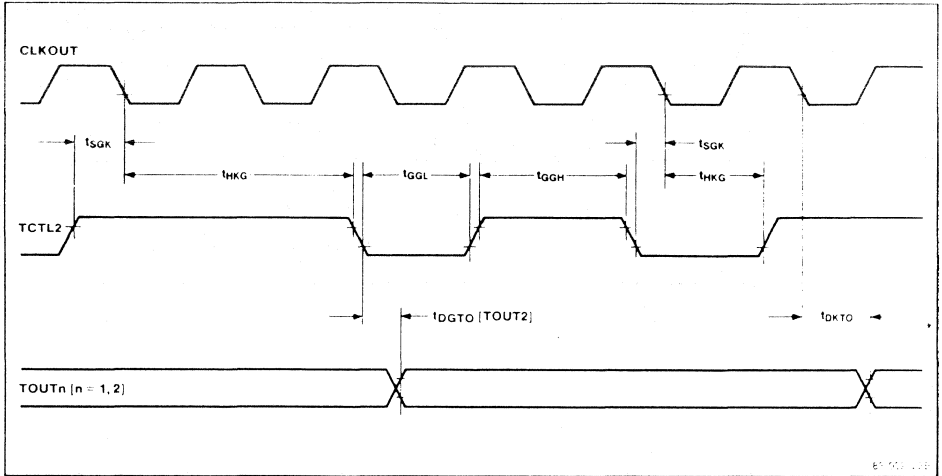 CLKOUT
tSGK
tSGK
tHKG
tGGL
tGGH
tHKG
TCTL2
tDGTO [TOUT2]
tDKTO
TOUTn [n = 1, 2]